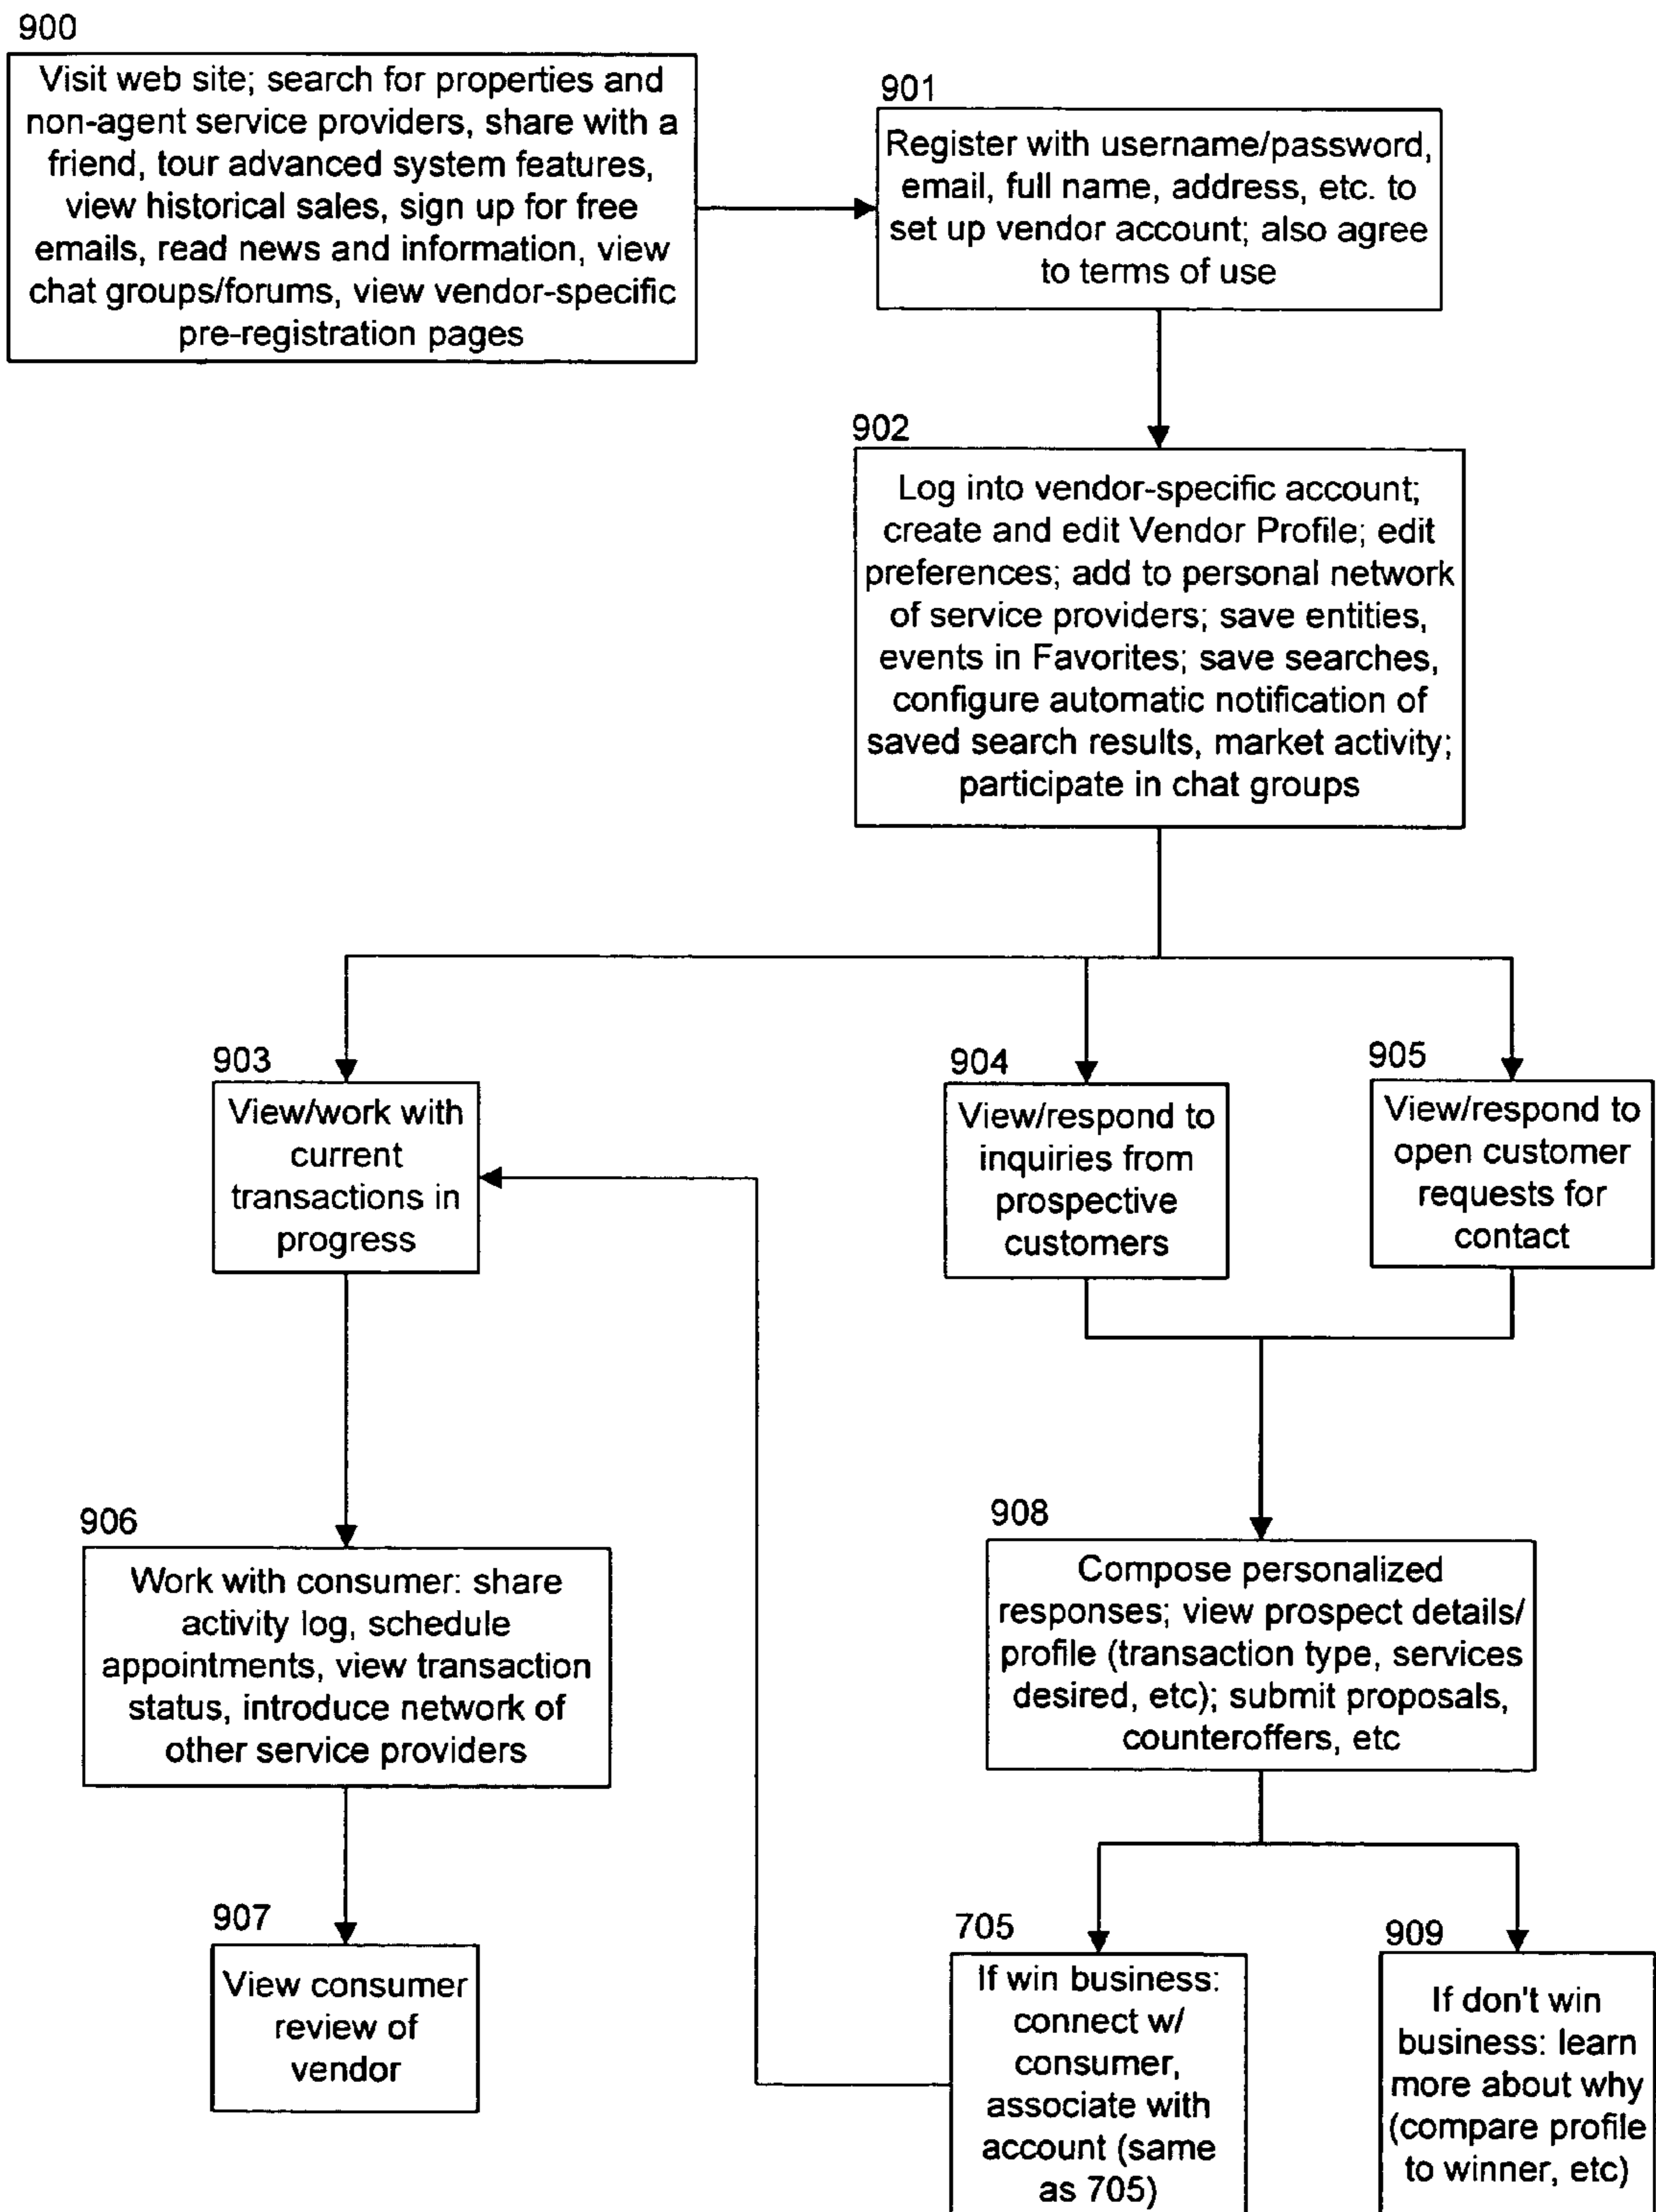 900
Visit web site; search for properties and
non-agent service providers, share with a
friend, tour advanced system features,
view historical sales, sign up for free
emails, read news and information, view
chat groups/forums, view vendor-specific
pre-registration pages
901
Register with username/password,
email, full name, address, etc. to
set up vendor account; also agree
to terms of use
902
Log into vendor-specific account;
create and edit Vendor Profile; edit
preferences; add to personal network
of service providers; save entities,
events in Favorites; save searches,
configure automatic notification of
saved search results, market activity;
participate in chat groups
903
View/work with
current
transactions in
progress
904
View/respond to
inquiries from
prospective
customers
905
View/respond to
open customer
requests for
contact
906
Work with consumer: share
activity log, schedule
appointments, view transaction
status, introduce network of
other service providers
908
Compose personalized
responses; view prospect details/
profile (transaction type, services
desired, etc); submit proposals,
counteroffers, etc
907
View consumer
review of
vendor
705
If win business:
connect w/
consumer,
associate with
account (same
as 705)
909
If don't win
business: learn
more about why
(compare profile
to winner, etc)